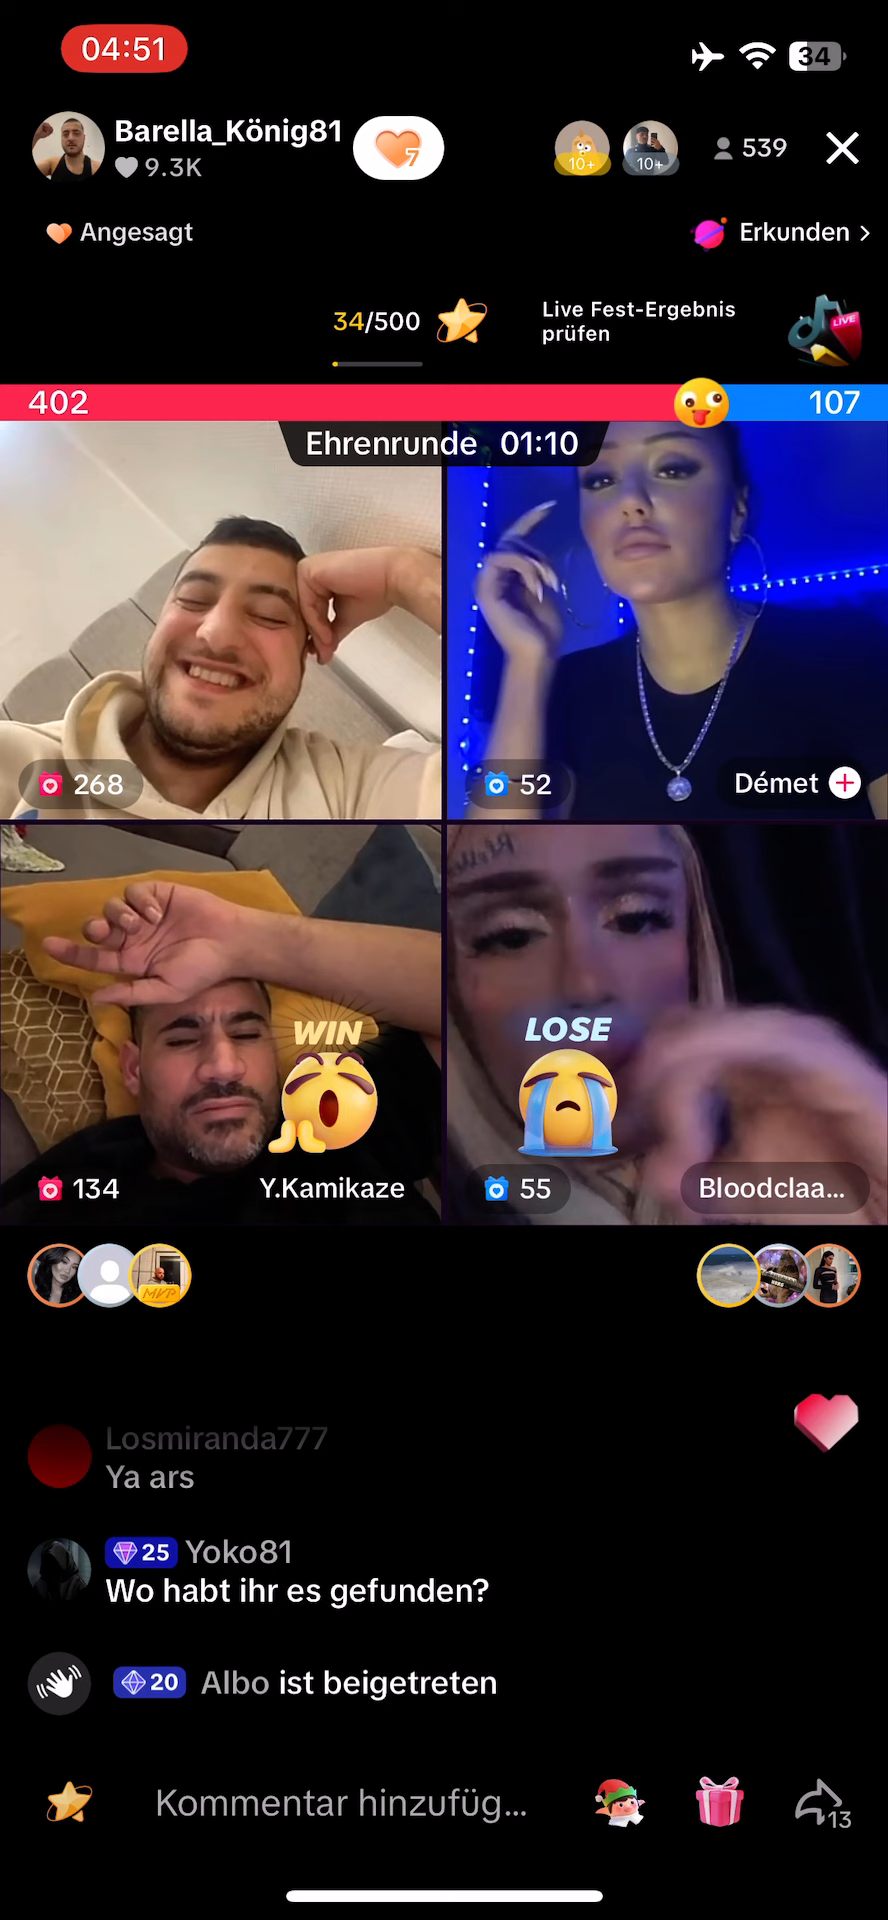 04:51
34
Barella_König81
9.3K
7
10+
10+
539
Angesagt
Erkunden >
34/500
Live Fest-Ergebnis
prüfen
LIVE
402
107
Ehrenrunde 01:10
268
52
Démet
WIN
LOSE
134
Y.Kamikaze
55
Bloodclaa...
MVP
Losmiranda777
Ya ars
25 Yoko81
Wo habt ihr es gefunden?
20 Albo ist beigetreten
Kommentar hinzufüg...
13